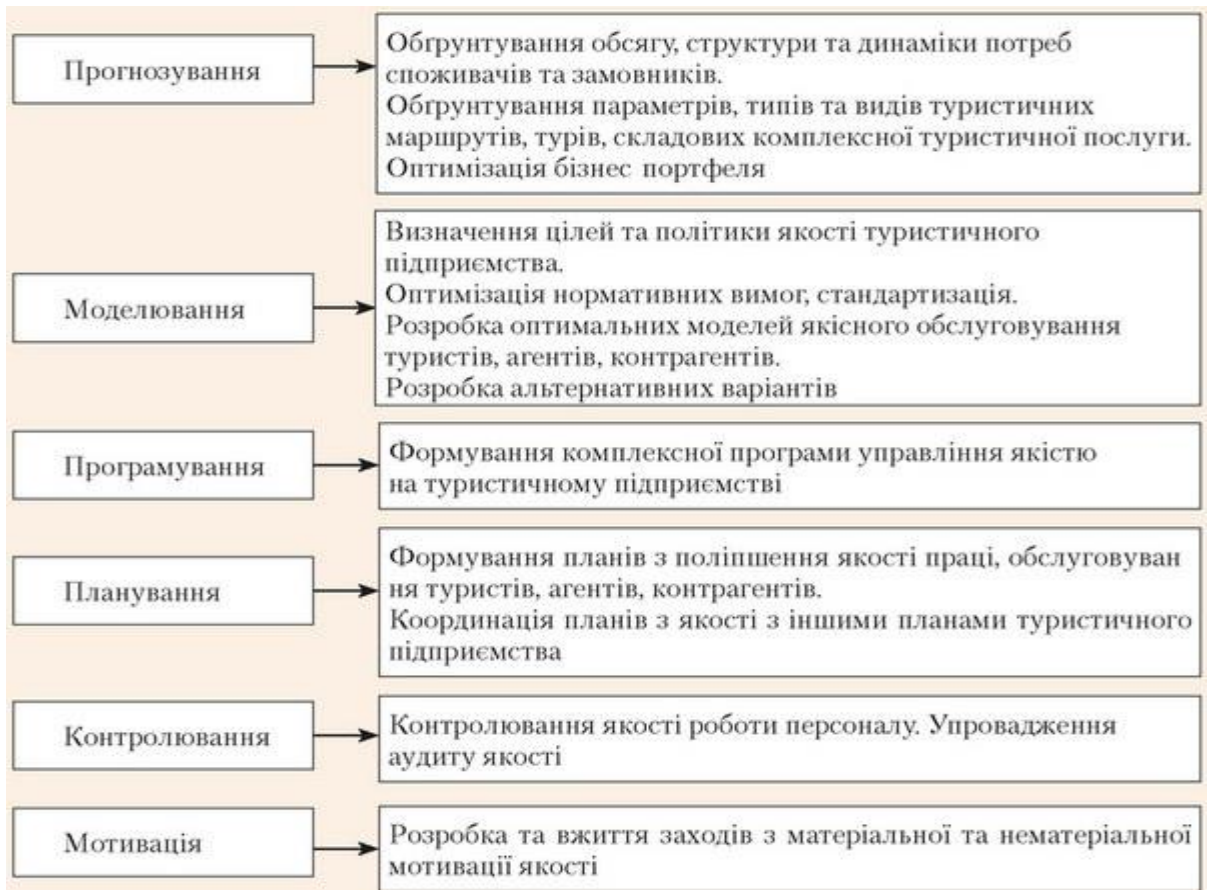 Прогнозування
Обґрунтування обсягу, структури та динаміки потреб
споживачів та замовників.
Обґрунтування параметрів, типів та видів туристичних
маршрутів, турів, складових комплексної туристичної послуги.
Оптимізація бізнес портфеля
Моделювання
Визначення цілей та політики якості туристичного
підприємства.
Оптимізація нормативних вимог, стандартизація.
Розробка оптимальних моделей якісного обслуговування
туристів, агентів, контрагентів.
Розробка альтернативних варіантів
Програмування
Формування комплексної програми управління якістю
на туристичному підприємстві
Планування
Формування планів з поліпшення якості праці, обслуговуван
ня туристів, агентів, контрагентів.
Координація планів з якості з іншими планами туристичного
підприємства
Контролювання
Контролювання якості роботи персоналу. Упровадження
аудиту якості
Мотивація
Розробка та вжиття заходів з матеріальної та нематеріальної
мотивації якості